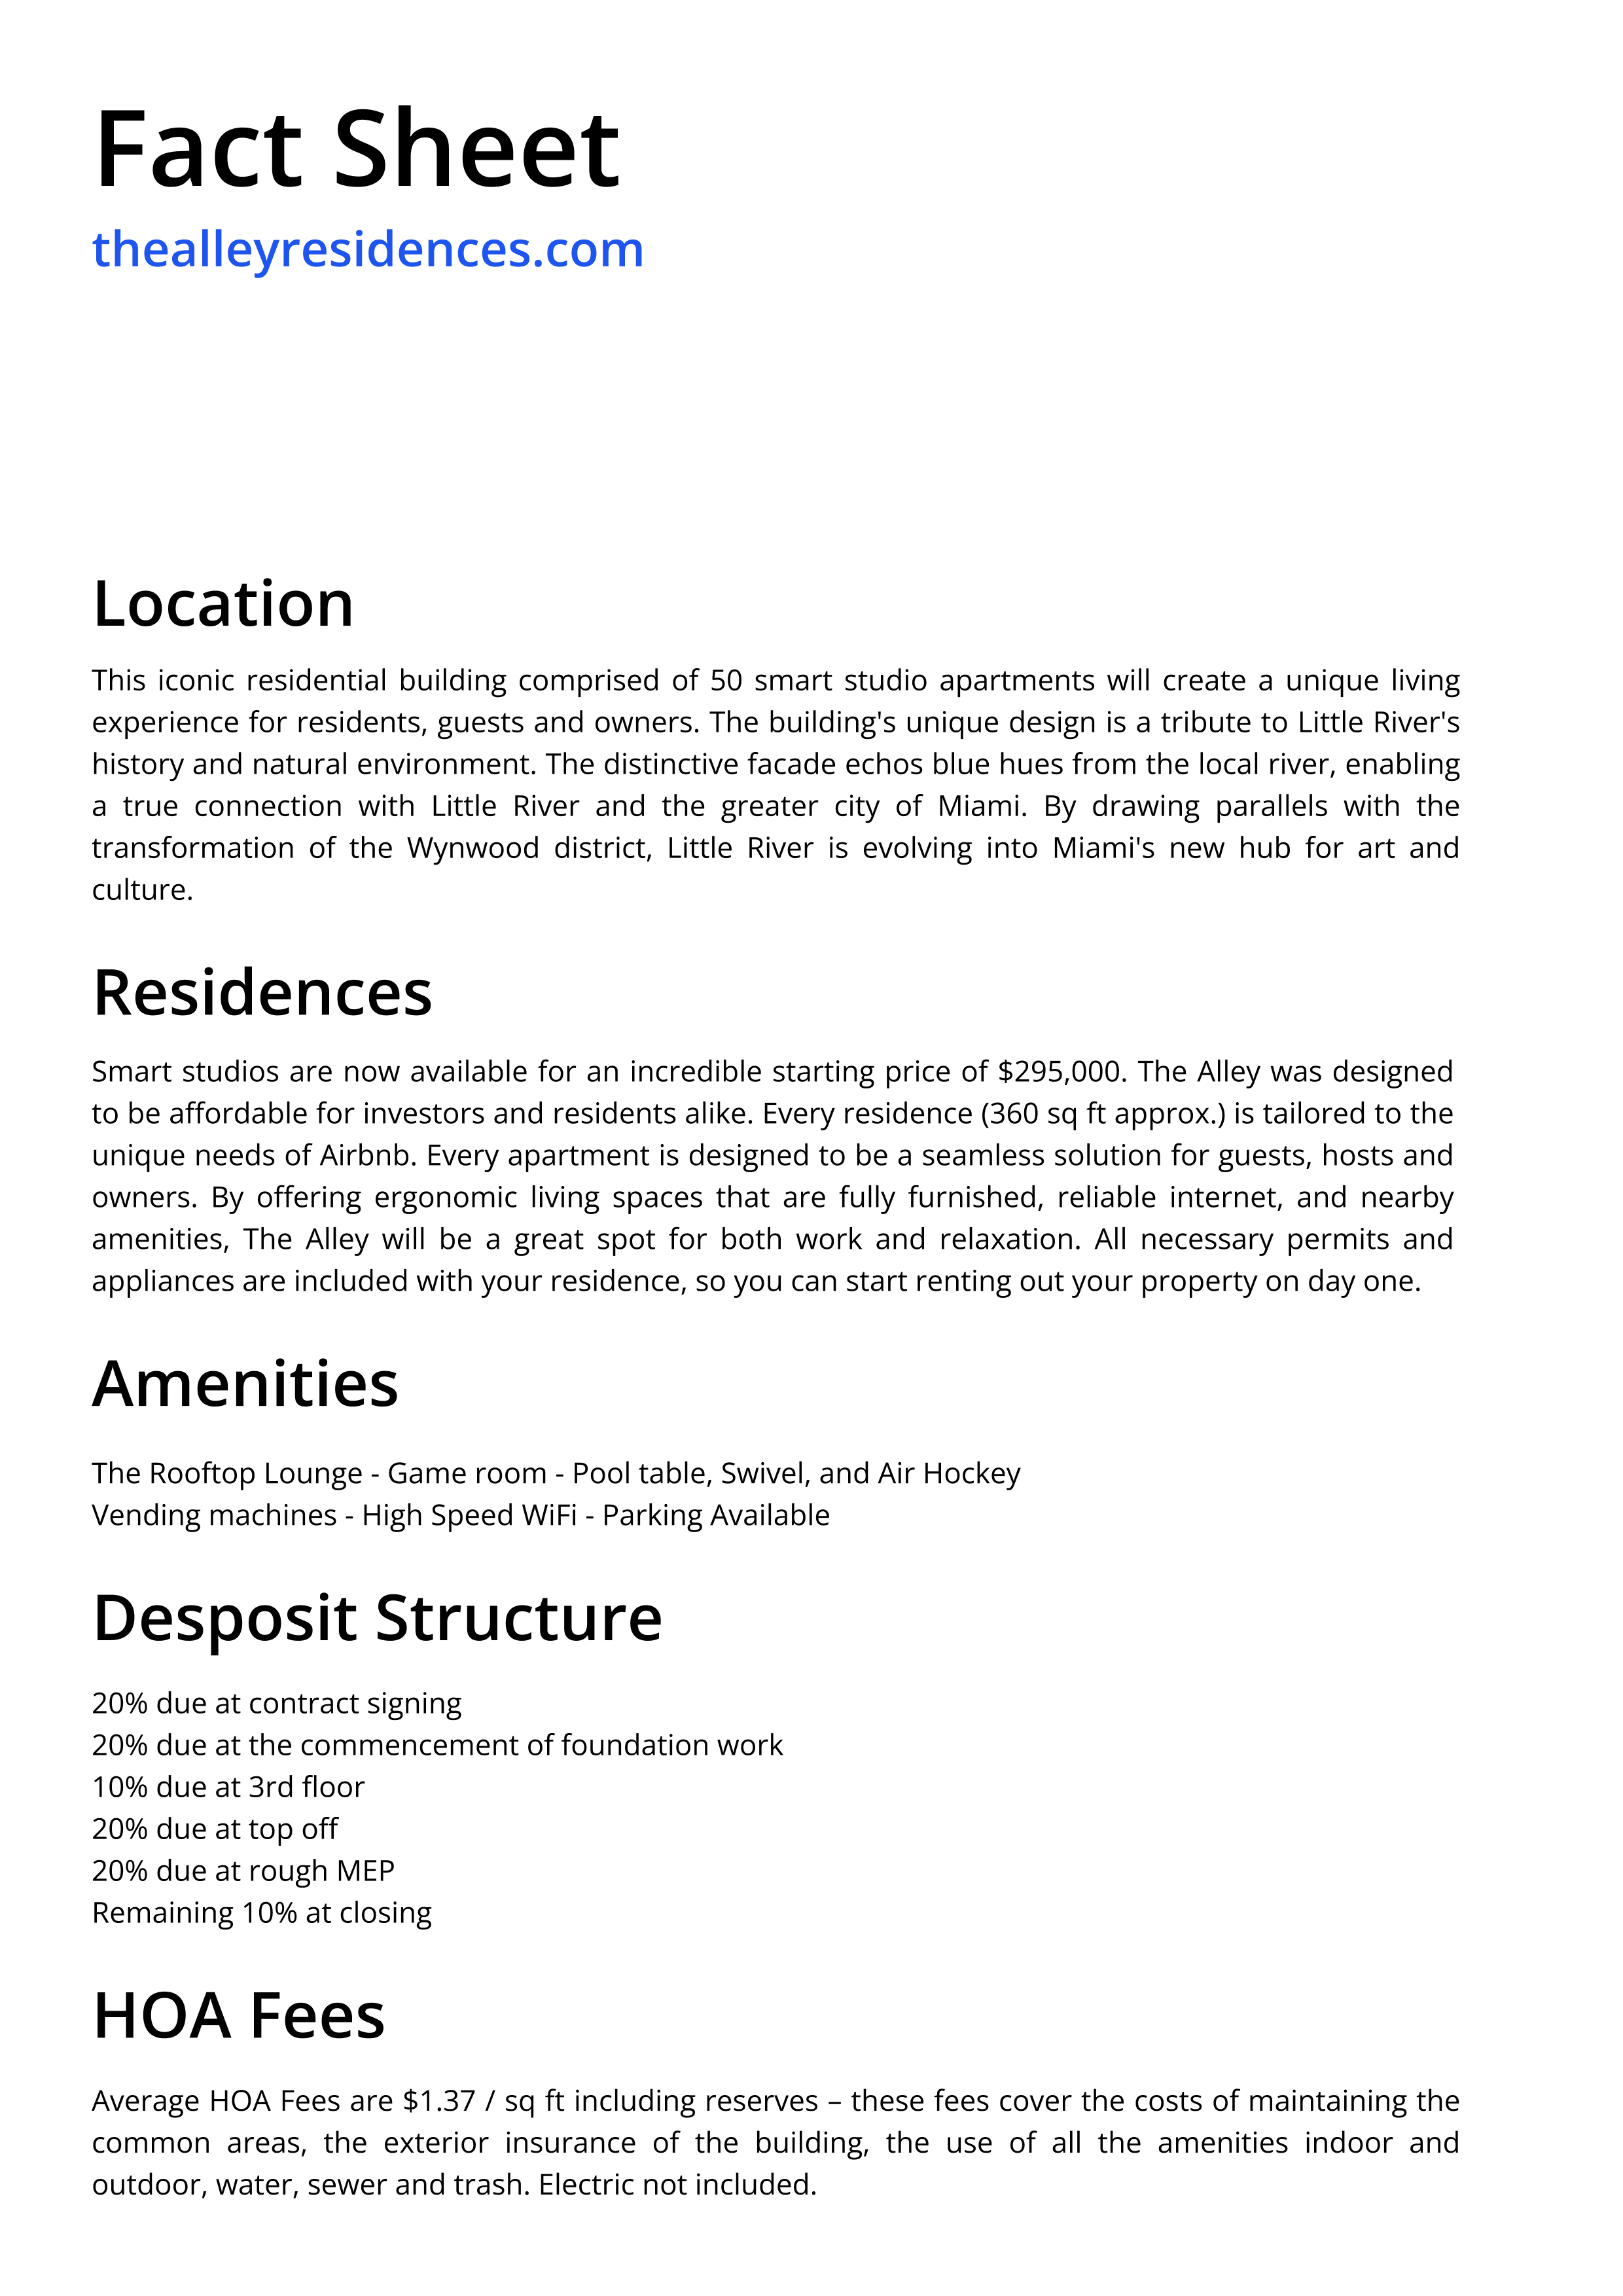 Fact Sheet
thealleyresidences.com
Location
This iconic residential building comprised of 50 smart studio apartments will create a unique living
experience for residents, guests and owners. The building's unique design is a tribute to Little River's
history and natural environment. The distinctive facade echos blue hues from the local river, enabling
a true connection with Little River and the greater city of Miami. By drawing parallels with the
transformation of the Wynwood district, Little River is evolving into Miami's new hub for art and
culture.
Residences
Smart studios are now available for an incredible starting price of $295,000. The Alley was designed
to be affordable for investors and residents alike. Every residence (360 sq ft approx.) is tailored to the
unique needs of Airbnb. Every apartment is designed to be a seamless solution for guests, hosts and
owners. By offering ergonomic living spaces that are fully furnished, reliable internet, and nearby
amenities, The Alley will be a great spot for both work and relaxation. All necessary permits and
appliances are included with your residence, so you can start renting out your property on day one.
Amenities
The Rooftop Lounge - Game room - Pool table, Swivel, and Air Hockey
Vending machines - High Speed WiFi - Parking Available
Desposit Structure
20% due at contract signing
20% due at the commencement of foundation work
10% due at 3rd floor
20% due at top off
20% due at rough MEP
Remaining 10% at closing
HOA Fees
Average HOA Fees are $1.37 / sq ft including reserves – these fees cover the costs of maintaining the
common areas, the exterior insurance of the building, the use of all the amenities indoor and
outdoor, water, sewer and trash. Electric not included.